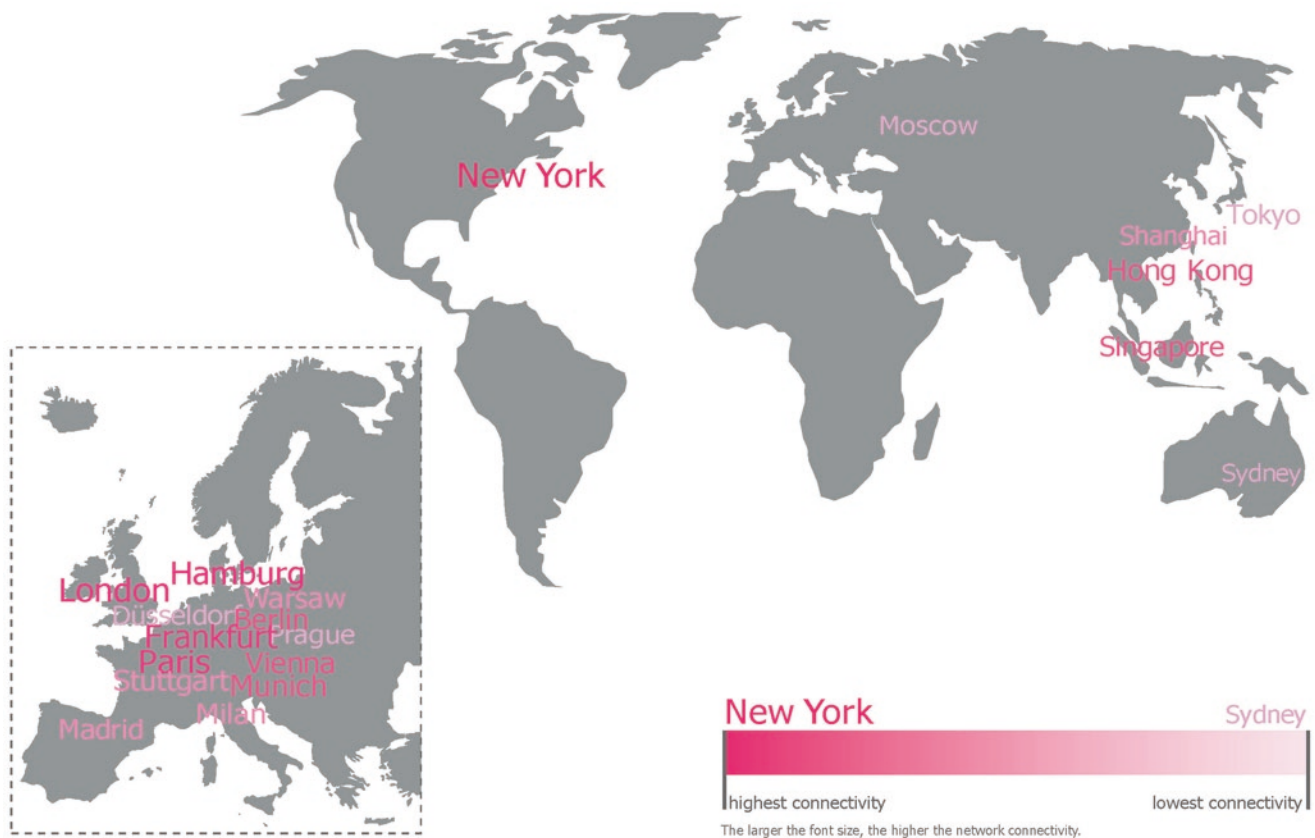 Moscow
New York
Tokyo
Shanghai
Hong Kong
Singapore
Sydney
Hamburg
London
Warsaw
Düsseldorf
Berlin
Frankfurt
Prague
Paris
Vienna
Stuttgart
Munich
Milan
Madrid
New York
Sydney
highest connectivity
lowest connectivity
The larger the font size, the higher the network connectivity.